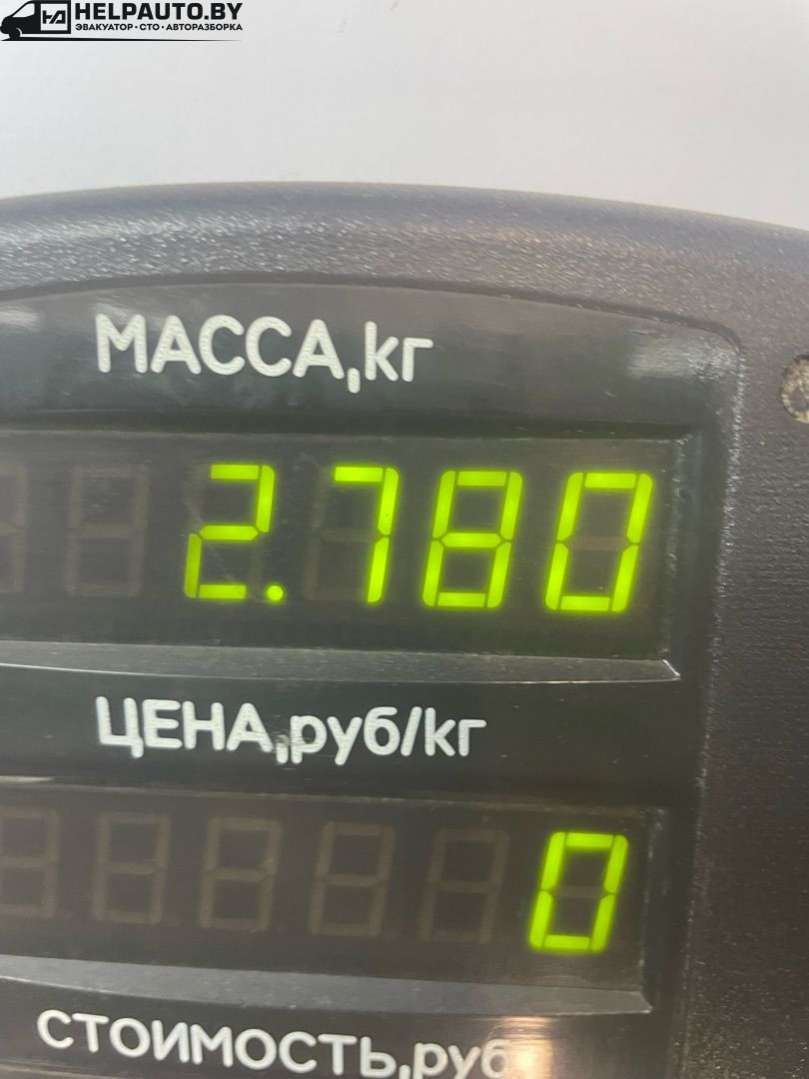 HELPAUTO.BY
ЭВАКУАТОР · СТО · АВТОРАЗБОРКА
МАССА,кг
2.780
ЦЕНА,руб/кг
0
СТОИМОСТЬ,руб